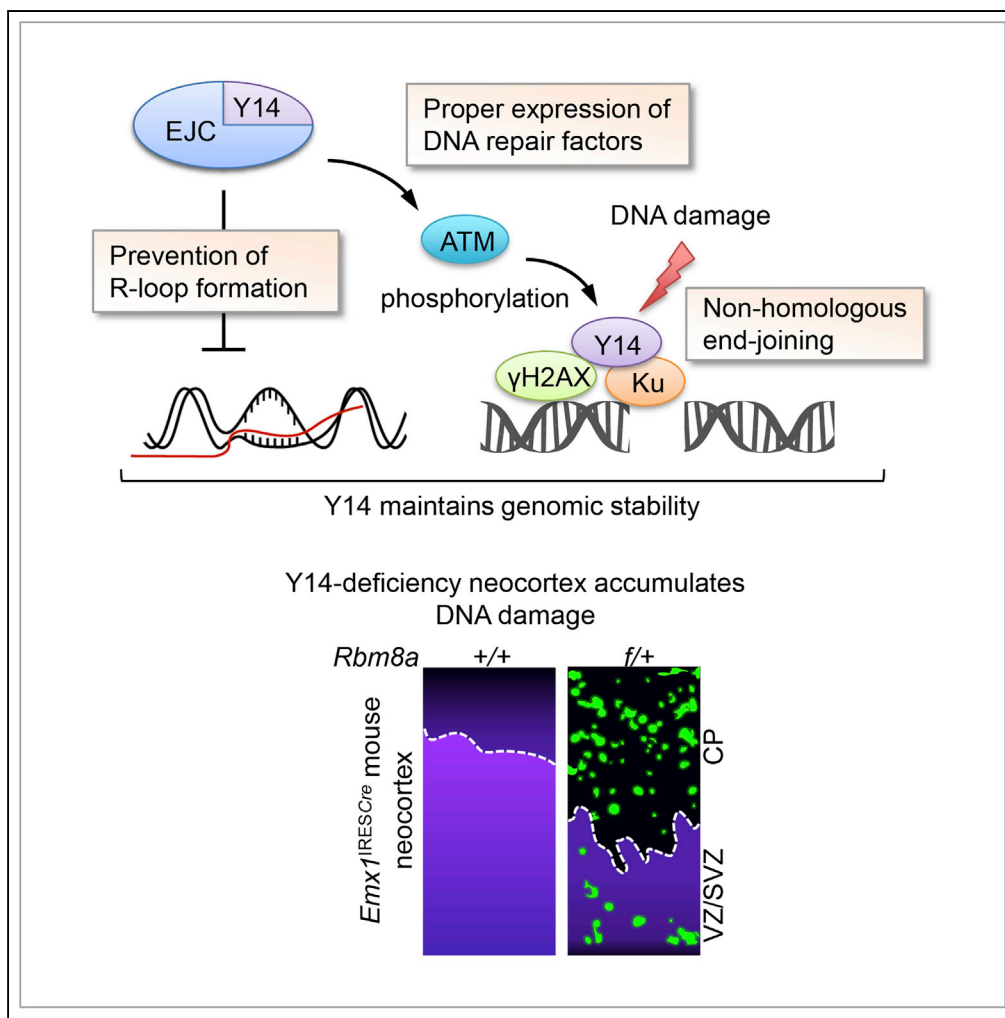 Y14
EJC
Proper expression of
DNA repair factors
Prevention of
R-loop formation
ATM
phosphorylation
DNA damage
Non-homologous
end-joining
Y14
γH2AX
Ku
Y14 maintains genomic stability
Y14-deficiency neocortex accumulates
DNA damage
Rbm8a +/+ f/+
Emx1IRESCre mouse
neocortex
CP
VZ/SVZ